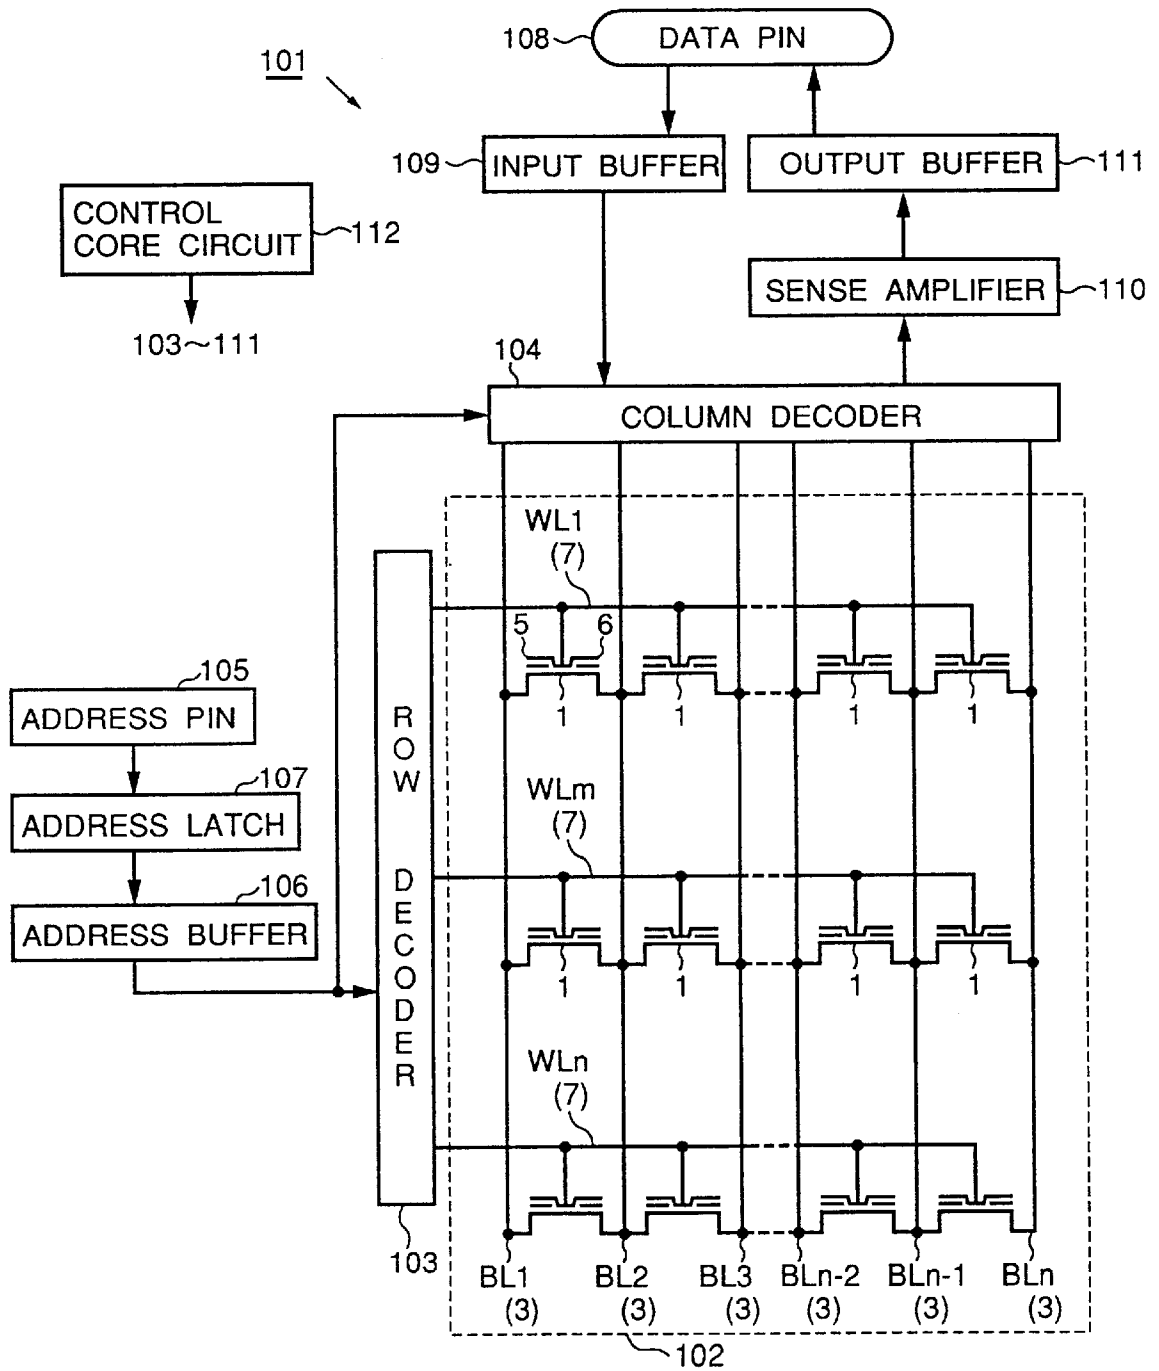 108
DATA PIN
101
109
INPUT BUFFER
OUTPUT BUFFER
111
CONTROL
CORE CIRCUIT
112
SENSE AMPLIFIER
110
103~111
104
COLUMN DECODER
WL1
(7)
5
6
1
1
1
1
105
ADDRESS PIN
107
ADDRESS LATCH
106
ADDRESS BUFFER
ROW DECODER
WLm
(7)
1
1
1
1
WLn
(7)
103
BL1
(3)
BL2
(3)
BL3
(3)
BLn-2
(3)
BLn-1
(3)
BLn
(3)
102